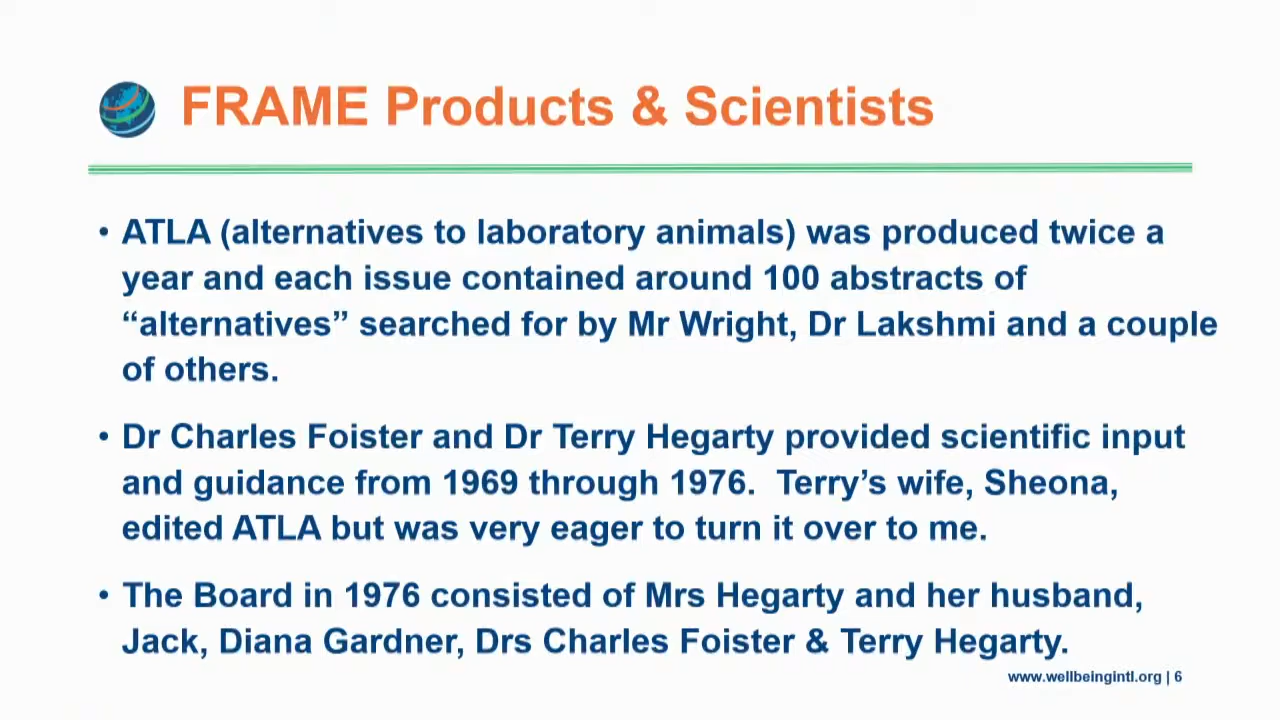 FRAME Products & Scientists
• ATLA (alternatives to laboratory animals) was produced twice a
year and each issue contained around 100 abstracts of
“alternatives” searched for by Mr Wright, Dr Lakshmi and a couple
of others.
• Dr Charles Foister and Dr Terry Hegarty provided scientific input
and guidance from 1969 through 1976.  Terry’s wife, Sheona,
edited ATLA but was very eager to turn it over to me.
• The Board in 1976 consisted of Mrs Hegarty and her husband,
Jack, Diana Gardner, Drs Charles Foister & Terry Hegarty.
www.wellbeingintl.org | 6